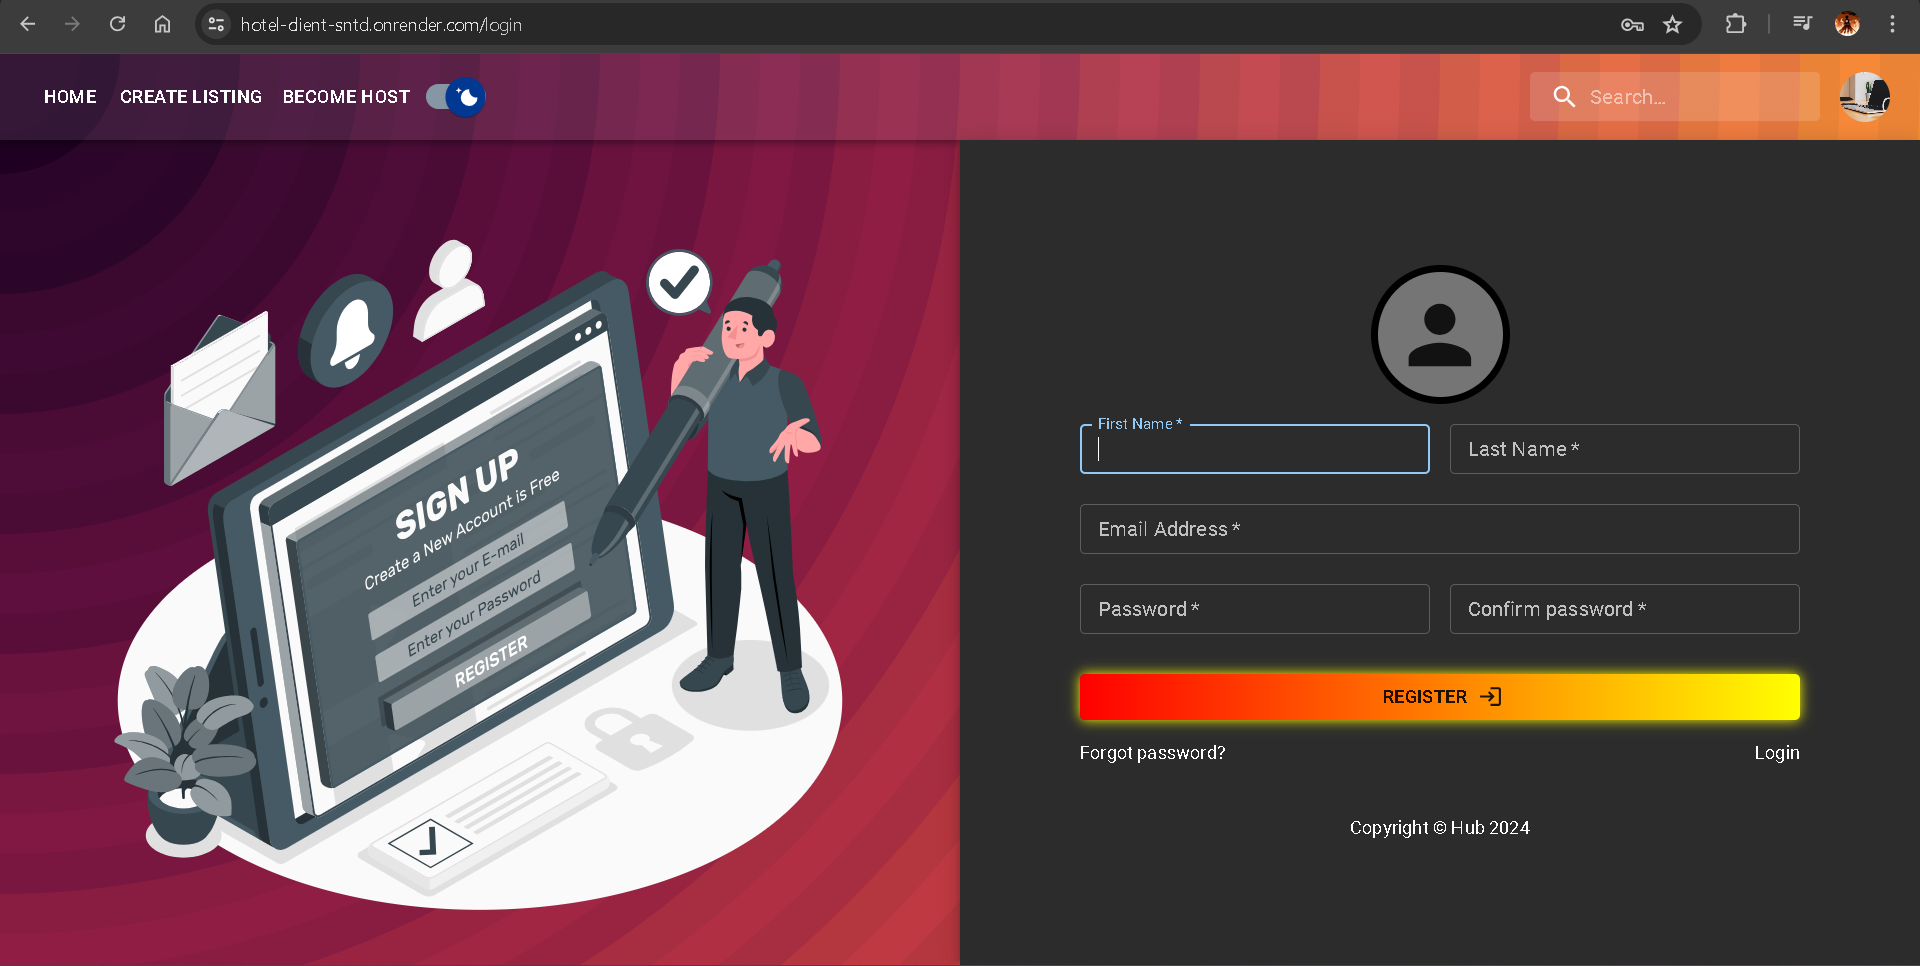 hotel-client-sntd.onrender.com/login
HOME CREATE LISTING BECOME HOST
Search...
SIGN UP
Create a New Account is Free
Enter your E-mail
Enter your Password
REGISTER
First Name *
Last Name *
Email Address *
Password *
Confirm password *
REGISTER
Forgot password?
Login
Copyright © Hub 2024